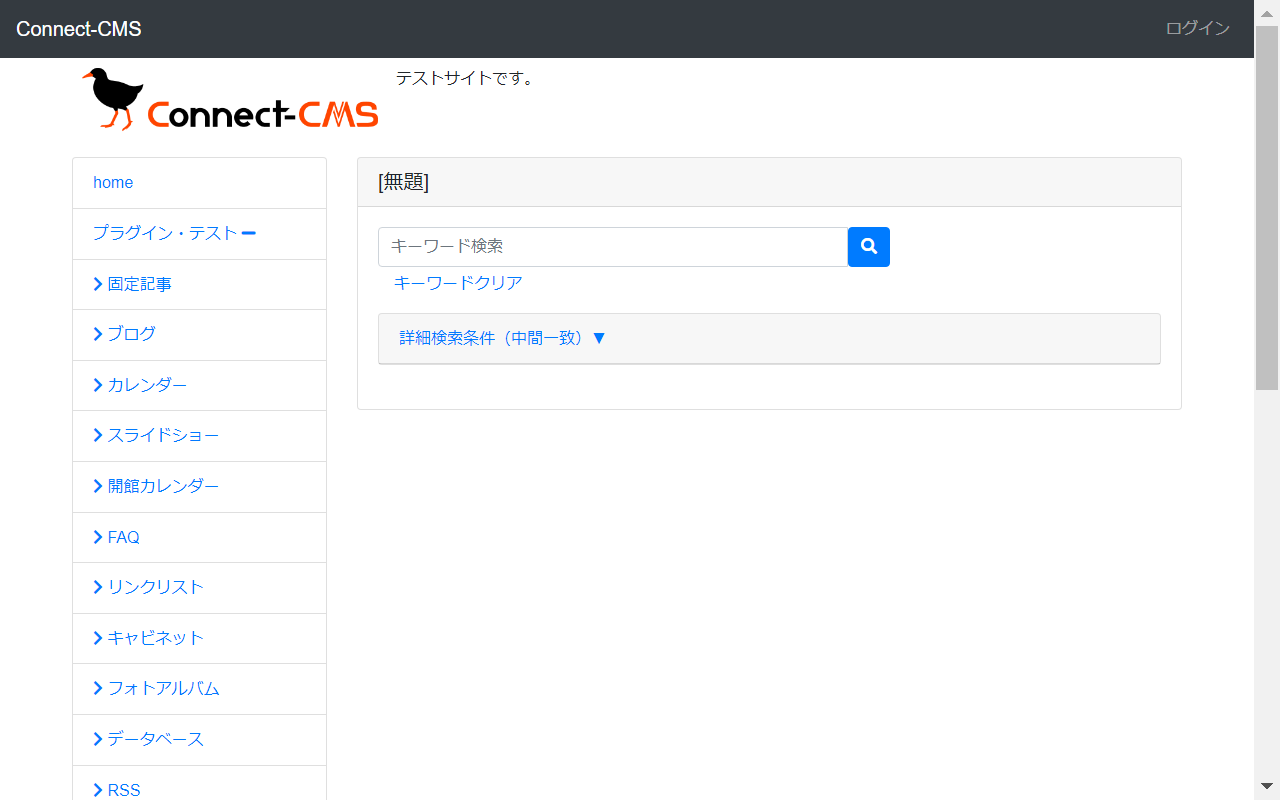 Connect-CMS
ログイン
Connect-CMS
テストサイトです。
home
プラグイン・テスト
固定記事
ブログ
カレンダー
スライドショー
開館カレンダー
FAQ
リンクリスト
キャビネット
フォトアルバム
データベース
RSS
[無題]
キーワード検索
キーワードクリア
詳細検索条件（中間一致）▼